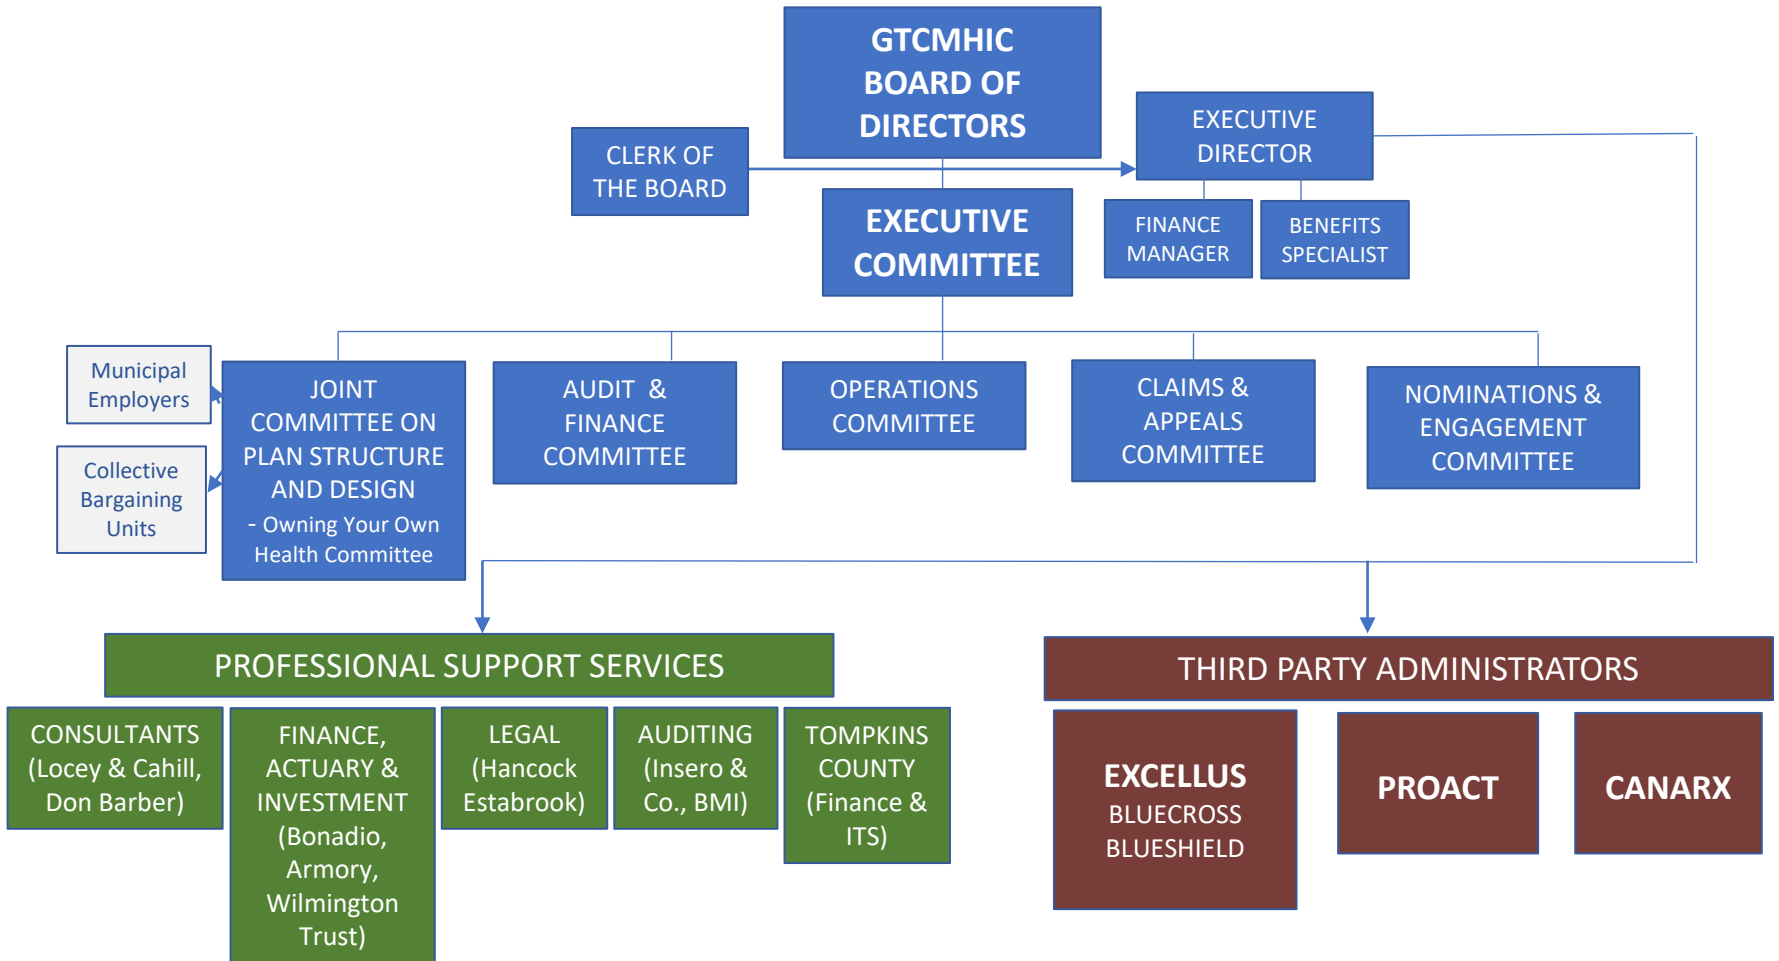 GTCMHIC
BOARD OF
DIRECTORS
CLERK OF
THE BOARD
EXECUTIVE
DIRECTOR
EXECUTIVE
COMMITTEE
FINANCE
MANAGER
BENEFITS
SPECIALIST
Municipal
Employers
Collective
Bargaining
Units
JOINT
COMMITTEE ON
PLAN STRUCTURE
AND DESIGN
- Owning Your Own
Health Committee
AUDIT & 
FINANCE
COMMITTEE
OPERATIONS
COMMITTEE
CLAIMS &
APPEALS
COMMITTEE
NOMINATIONS &
ENGAGEMENT
COMMITTEE
PROFESSIONAL SUPPORT SERVICES
CONSULTANTS
(Locey & Cahill,
Don Barber)
FINANCE,
ACTUARY &
INVESTMENT
(Bonadio,
Armory,
Wilmington
Trust)
LEGAL
(Hancock
Estabrook)
AUDITING
(Insero &
Co., BMI)
TOMPKINS
COUNTY
(Finance &
ITS)
THIRD PARTY ADMINISTRATORS
EXCELLUS
BLUECROSS
BLUESHIELD
PROACT
CANARX